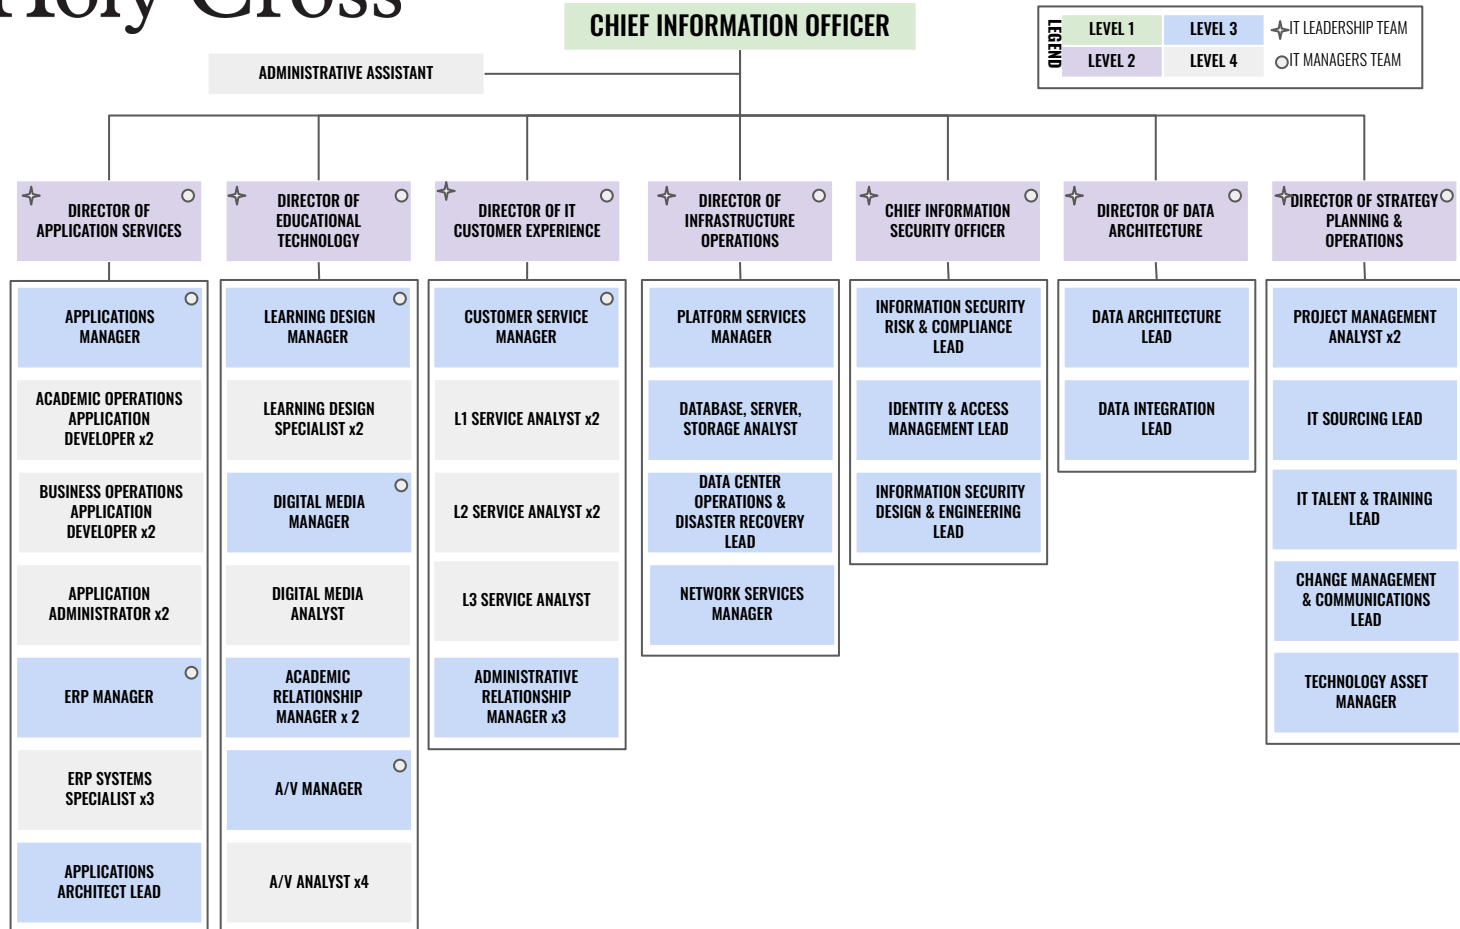 Holy Cross
CHIEF INFORMATION OFFICER
LEGEND
LEVEL 1
LEVEL 3
IT LEADERSHIP TEAM
LEVEL 2
LEVEL 4
IT MANAGERS TEAM
ADMINISTRATIVE ASSISTANT
DIRECTOR OF
APPLICATION SERVICES
DIRECTOR OF
EDUCATIONAL
TECHNOLOGY
DIRECTOR OF IT
CUSTOMER EXPERIENCE
DIRECTOR OF
INFRASTRUCTURE
OPERATIONS
CHIEF INFORMATION
SECURITY OFFICER
DIRECTOR OF DATA
ARCHITECTURE
DIRECTOR OF STRATEGY
PLANNING &
OPERATIONS
APPLICATIONS
MANAGER
ACADEMIC OPERATIONS
APPLICATION
DEVELOPER x2
BUSINESS OPERATIONS
APPLICATION
DEVELOPER x2
APPLICATION
ADMINISTRATOR x2
ERP MANAGER
ERP SYSTEMS
SPECIALIST x3
APPLICATIONS
ARCHITECT LEAD
LEARNING DESIGN
MANAGER
LEARNING DESIGN
SPECIALIST x2
DIGITAL MEDIA
MANAGER
DIGITAL MEDIA
ANALYST
ACADEMIC
RELATIONSHIP
MANAGER x 2
A/V MANAGER
A/V ANALYST x4
CUSTOMER SERVICE
MANAGER
L1 SERVICE ANALYST x2
L2 SERVICE ANALYST x2
L3 SERVICE ANALYST
ADMINISTRATIVE
RELATIONSHIP
MANAGER x3
PLATFORM SERVICES
MANAGER
DATABASE, SERVER,
STORAGE ANALYST
DATA CENTER
OPERATIONS &
DISASTER RECOVERY
LEAD
NETWORK SERVICES
MANAGER
INFORMATION SECURITY
RISK & COMPLIANCE
LEAD
IDENTITY & ACCESS
MANAGEMENT LEAD
INFORMATION SECURITY
DESIGN & ENGINEERING
LEAD
DATA ARCHITECTURE
LEAD
DATA INTEGRATION
LEAD
PROJECT MANAGEMENT
ANALYST x2
IT SOURCING LEAD
IT TALENT & TRAINING
LEAD
CHANGE MANAGEMENT
& COMMUNICATIONS
LEAD
TECHNOLOGY ASSET
MANAGER